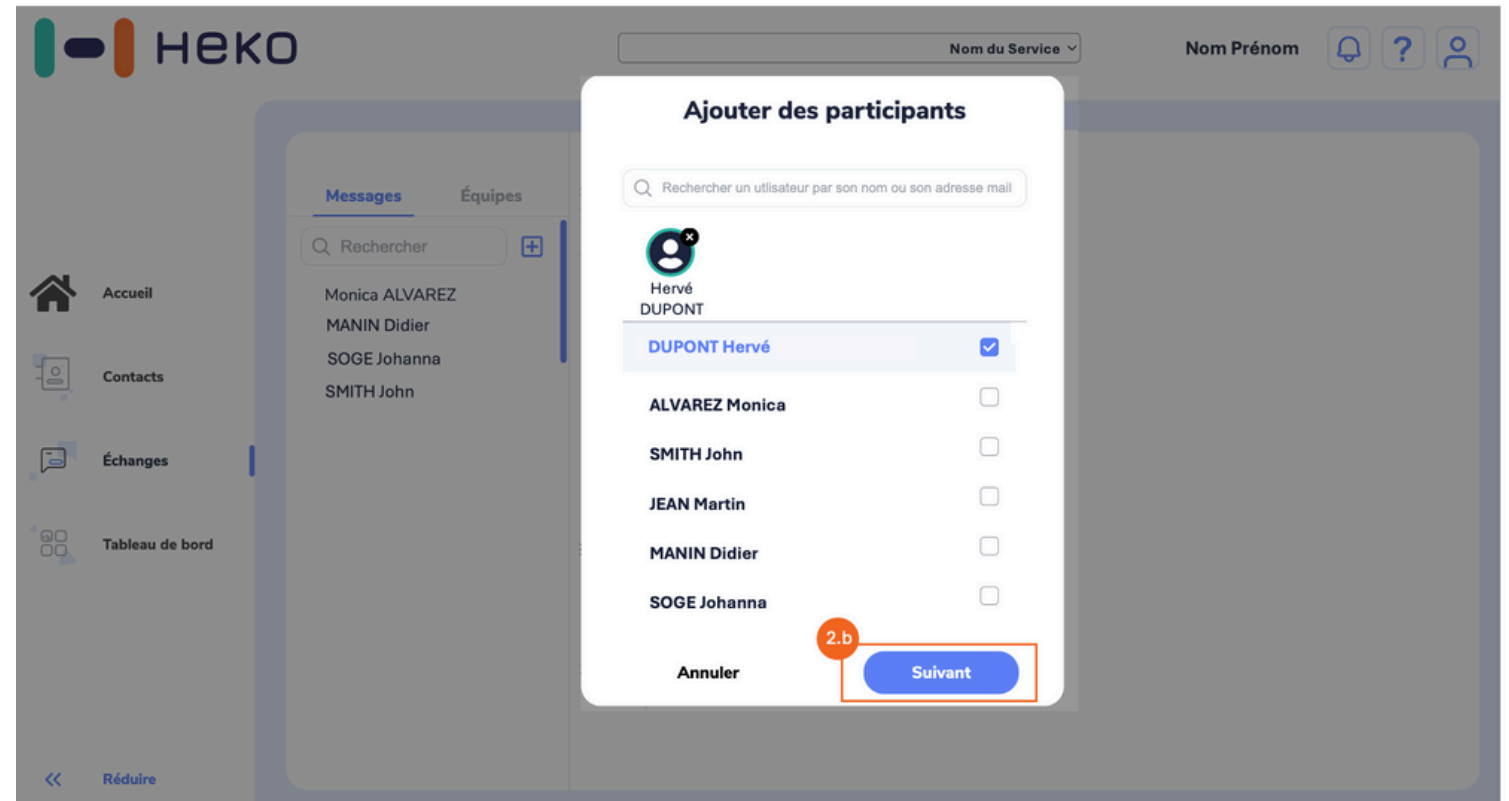 Heko
Nom du Service
Nom Prénom
?
Ajouter des participants
Rechercher un utlisateur par son nom ou son adresse mail
Hervé
DUPONT
DUPONT Hervé
ALVAREZ Monica
SMITH John
JEAN Martin
MANIN Didier
SOGE Johanna
2.b
Annuler
Suivant
Messages
Équipes
Rechercher
Monica ALVAREZ
MANIN Didier
SOGE Johanna
SMITH John
Accueil
Contacts
Échanges
Tableau de bord
Réduire